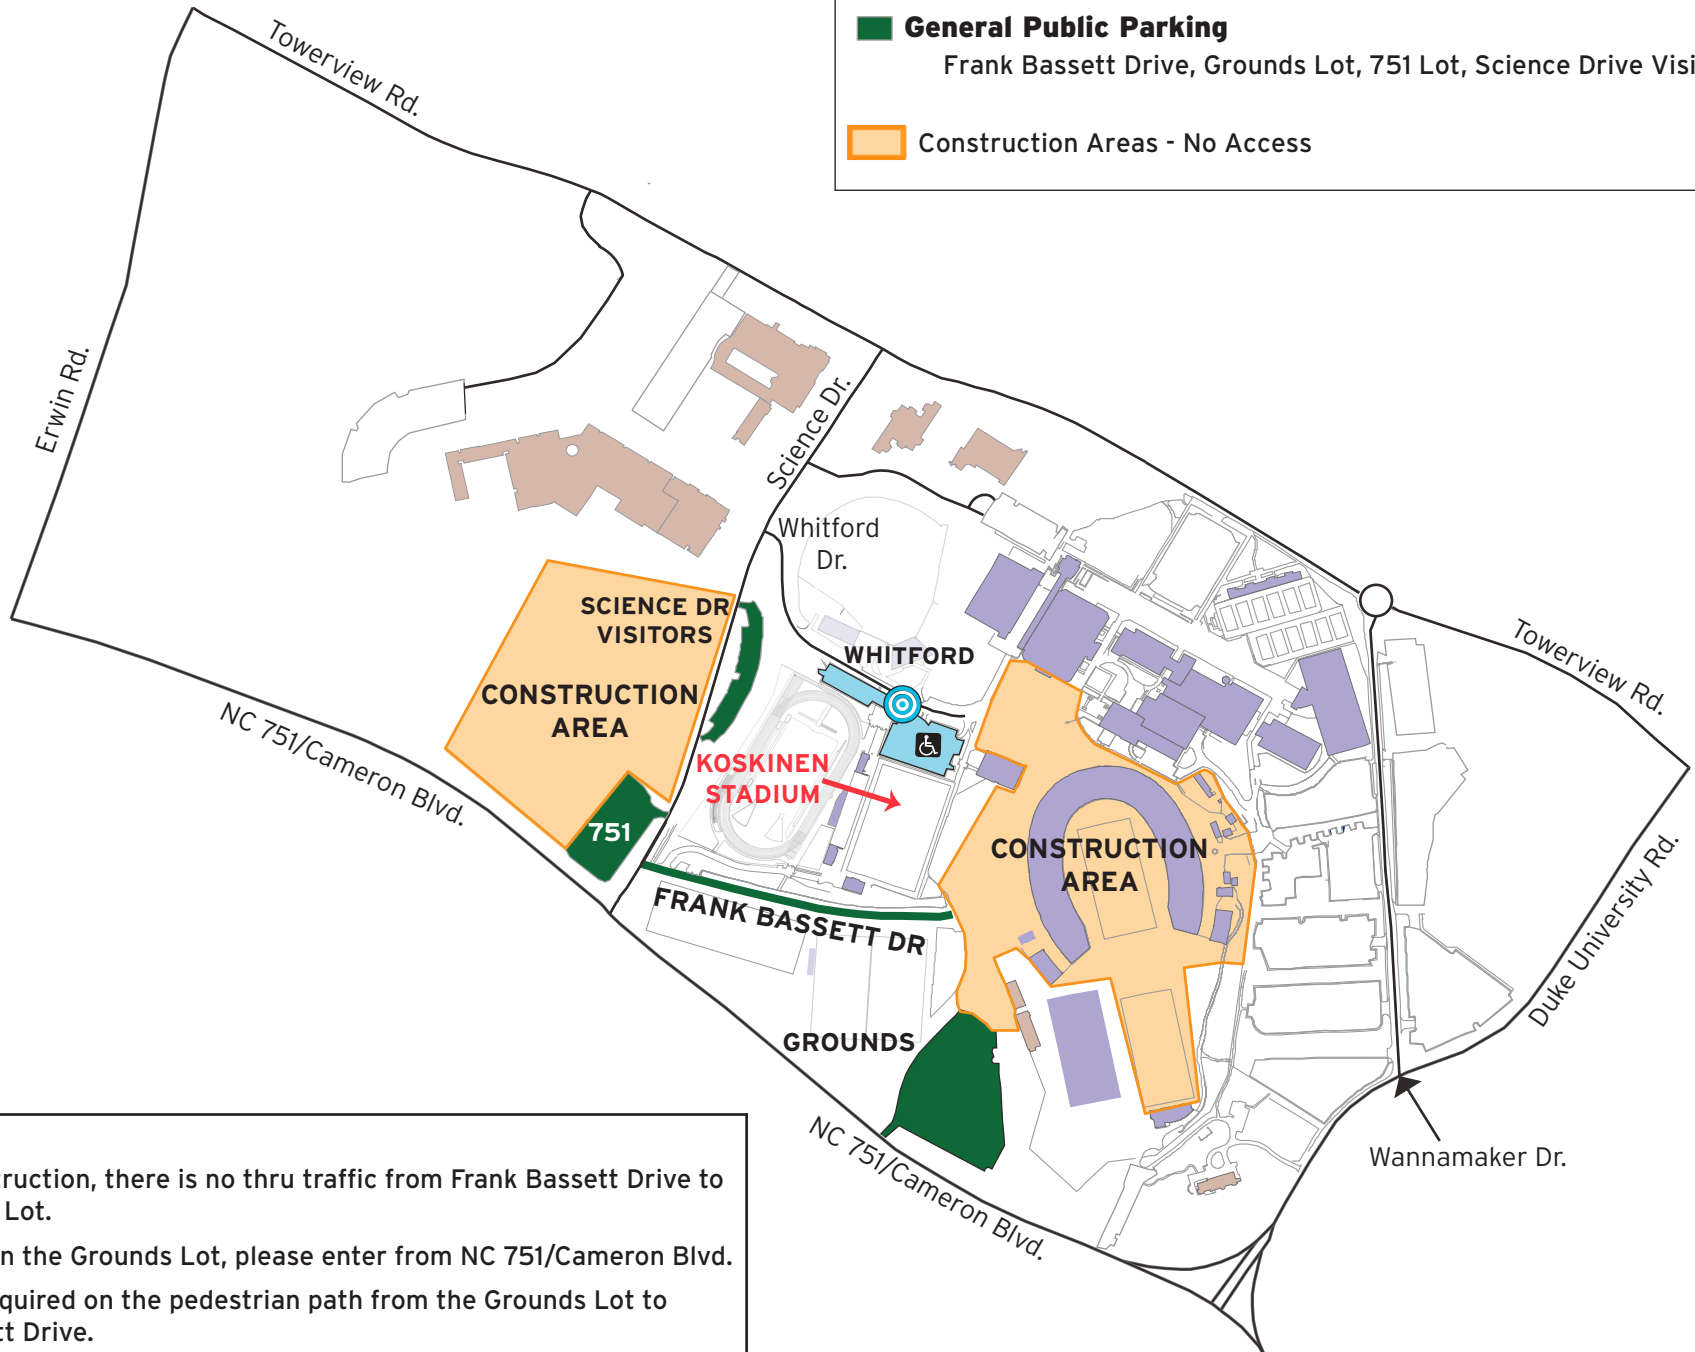 General Public Parking
Frank Bassett Drive, Grounds Lot, 751 Lot, Science Drive
Construction Areas - No Access
Towerview Rd.
Erwin Rd.
Science Dr.
Whitford
Dr.
SCIENCE DR
VISITORS
CONSTRUCTION
AREA
WHITFORD
NC 751/Cameron Blvd.
KOSKINEN
STADIUM
751
FRANK BASSETT DR
CONSTRUCTION
AREA
GROUNDS
Towerview Rd.
Duke University Rd.
Wannamaker Dr.
NC 751/Cameron Blvd.
there is no thru traffic from Frank Bassett Drive to
Lot.
the Grounds Lot, please enter from NC 751/Cameron Blvd.
on the pedestrian path from the Grounds Lot to
Drive.